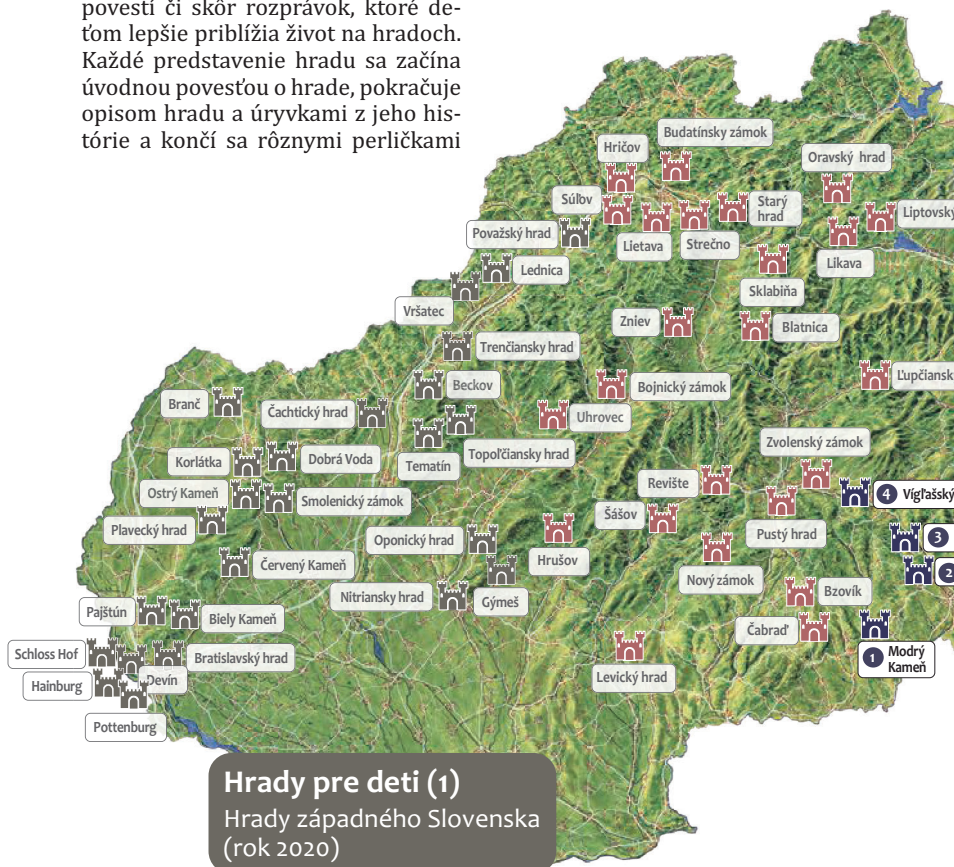 povestí či skôr rozprávok, ktoré de-
ťom lepšie priblížia život na hradoch.
Každé predstavenie hradu sa začína
úvodnou povesťou o hrade, pokračuje
opisom hradu a úryvkami z jeho his-
tórie a končí sa rôznymi perličkami
Budatínsky zámok
Hričov
Oravský hrad
Súľov
Starý
hrad
Liptovský
Považský hrad
Lietava
Strečno
Likava
Lednica
Sklabiňa
Vršatec
Zniev
Blatnica
Trenčiansky hrad
Beckov
Bojnický zámok
Ľupčiansk
Branč
Čachtický hrad
Uhrovec
Zvolenský zámok
Korlátka
Dobrá Voda
Tematín
Topoľčiansky hrad
Revište
Ostrý Kameň
Smolenický zámok
4 Vígľašský
Plavecký hrad
Šášov
Oponický hrad
Pustý hrad
3
Červený Kameň
Hrušov
2
Nový zámok
Nitriansky hrad
Gýmeš
Bzovík
Pajštún
Biely Kameň
Čabraď
Schloss Hof
Bratislavský hrad
1 Modrý
Kameň
Hainburg
Devín
Levický hrad
Pottenburg
Hrady pre deti (1)
Hrady západného Slovenska
(rok 2020)